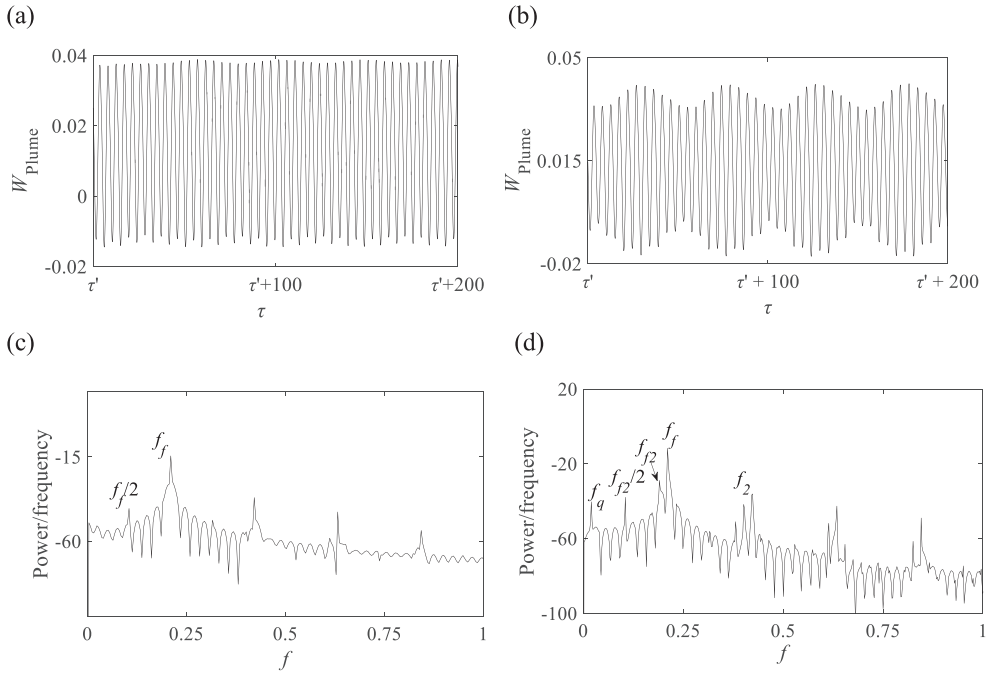 (a)
(b)
0.04
0.02
0
-0.02
W Plume
τ'
τ'+100
τ'+200
τ
0.05
0.015
-0.02
W Plume
τ'
τ' + 100
τ' + 200
τ
(c)
(d)
-15
-60
Power/frequency
f_f/2
f_f
0
0.25
0.5
0.75
1
f
20
-20
-60
-100
Power/frequency
f_q
f_f2/2
f_f2
f_f
f_2
0
0.25
0.5
0.75
1
f